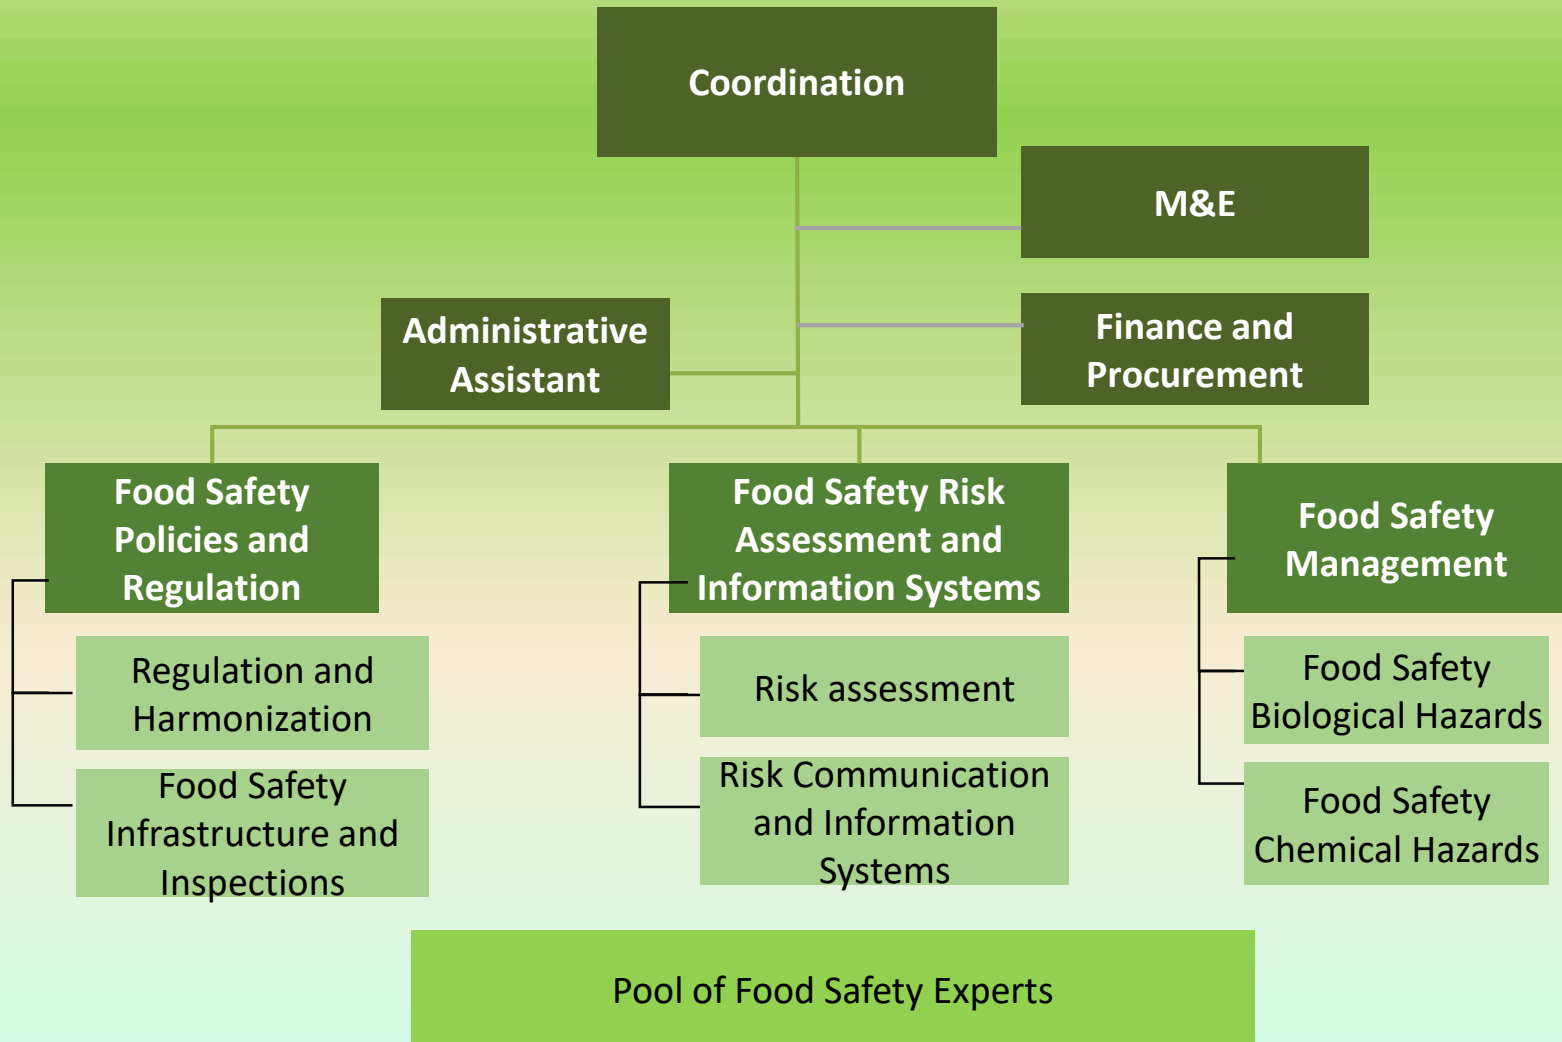 Coordination
M&E
Administrative
Assistant
Finance and
Procurement
Food Safety
Policies and
Regulation
Food Safety Risk
Assessment and
Information Systems
Food Safety
Management
Regulation and
Harmonization
Food Safety
Infrastructure and
Inspections
Risk assessment
Risk Communication
and Information
Systems
Food Safety
Biological Hazards
Food Safety
Chemical Hazards
Pool of Food Safety Experts